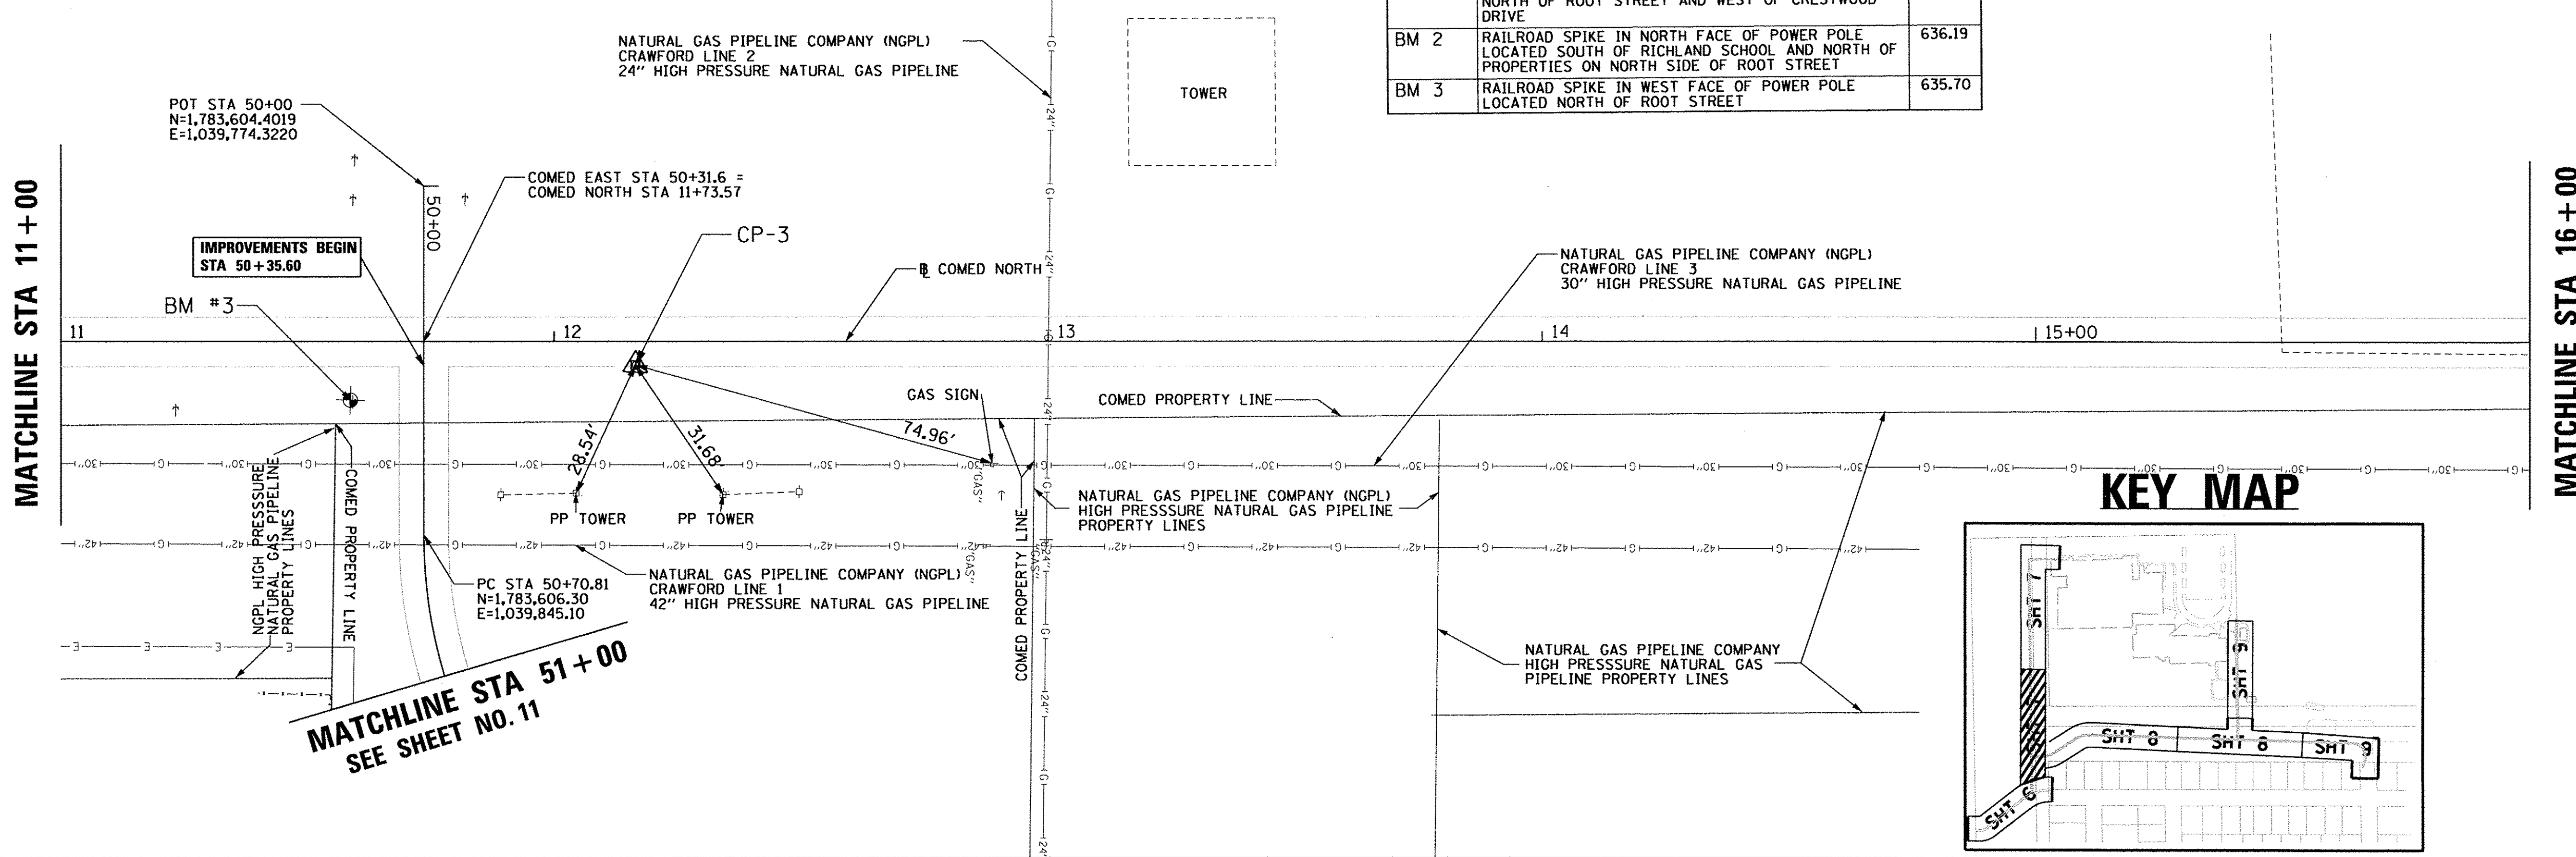 NORTH OF ROOT STREET AND WEST OF CRESTWOOD
DRIVE
BM 2
RAILROAD SPIKE IN NORTH FACE OF POWER POLE
LOCATED SOUTH OF RICHLAND SCHOOL AND NORTH OF
PROPERTIES ON NORTH SIDE OF ROOT STREET
636.19
BM 3
RAILROAD SPIKE IN WEST FACE OF POWER POLE
LOCATED NORTH OF ROOT STREET
635.70
NATURAL GAS PIPELINE COMPANY (NGPL)
CRAWFORD LINE 2
24" HIGH PRESSURE NATURAL GAS PIPELINE
TOWER
POT STA 50+00
N=1,783,604.4019
E=1,039,774.3220
COMED EAST STA 50+31.6 =
COMED NORTH STA 11+73.57
50+00
CP-3
IMPROVEMENTS BEGIN
STA 50+35.60
BM #3
℄ COMED NORTH
NATURAL GAS PIPELINE COMPANY (NGPL)
CRAWFORD LINE 3
30" HIGH PRESSURE NATURAL GAS PIPELINE
MATCHLINE STA 11+00
MATCHLINE STA 16+00
11
12
13
14
15+00
GAS SIGN
COMED PROPERTY LINE
74.96'
28.54'
31.68
PP TOWER
PP TOWER
"GAS"
"GAS"
"GAS"
NATURAL GAS PIPELINE COMPANY (NGPL)
HIGH PRESSSURE NATURAL GAS PIPELINE
PROPERTY LINES
NGPL HIGH PRESSSURE
NATURAL GAS PIPELINE
PROPERTY LINES
COMED PROPERTY LINE
COMED PROPERTY LINE
PC STA 50+70.81
N=1,783,606.30
E=1,039,845.10
NATURAL GAS PIPELINE COMPANY (NGPL)
CRAWFORD LINE 1
42" HIGH PRESSURE NATURAL GAS PIPELINE
NATURAL GAS PIPELINE COMPANY
HIGH PRESSSURE NATURAL GAS
PIPELINE PROPERTY LINES
MATCHLINE STA 51+00
SEE SHEET NO. 11
KEY MAP
SHT 7
SHT 9
SHT 8
SHT 8
SHT 9
SHT 6